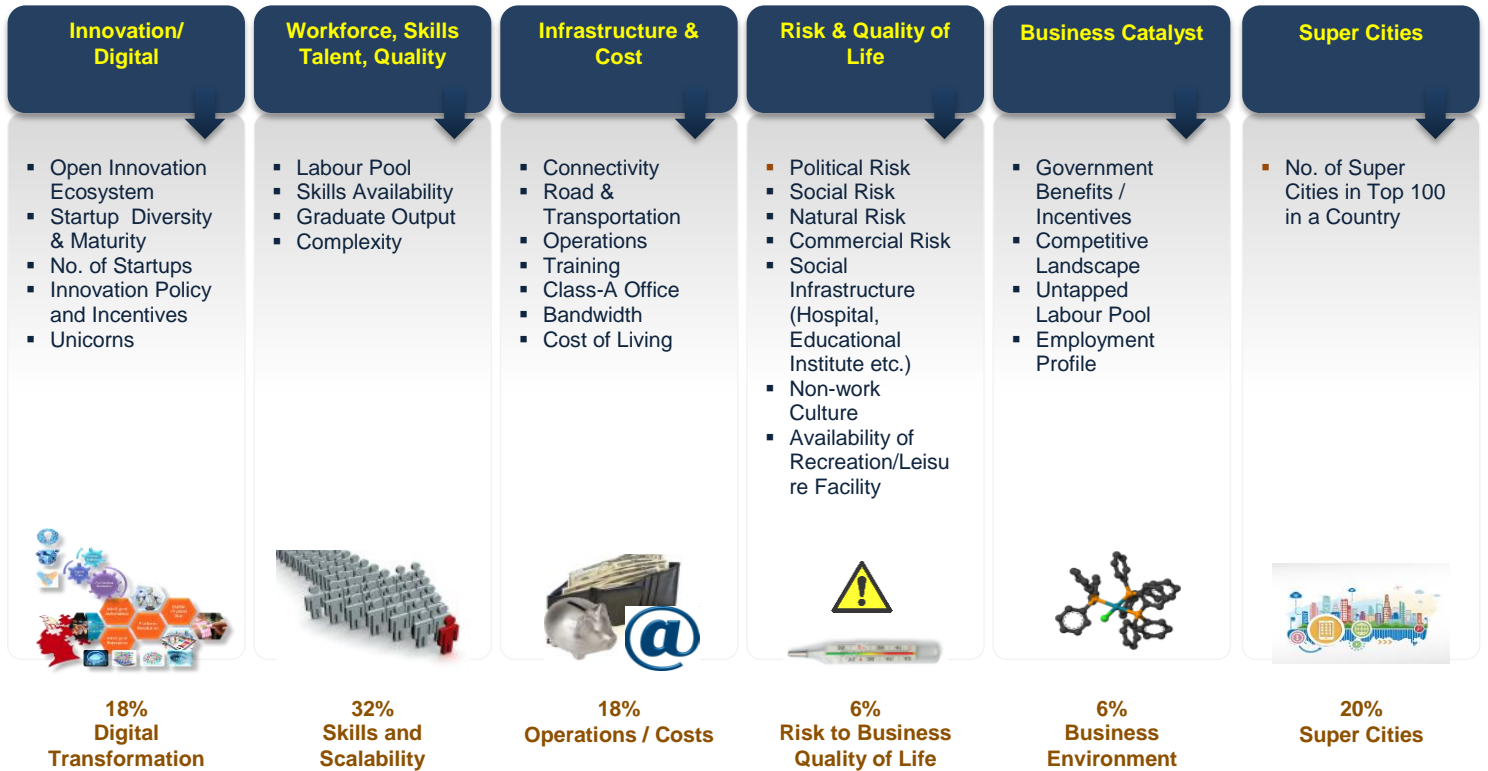 Innovation/
Digital
Workforce, Skills
Talent, Quality
Infrastructure &
Cost
Risk & Quality of
Life
Business Catalyst
Super Cities
▪ Open Innovation
Ecosystem
▪ Startup Diversity
& Maturity
▪ No. of Startups
▪ Innovation Policy
and Incentives
▪ Unicorns
▪ Labour Pool
▪ Skills Availability
▪ Graduate Output
▪ Complexity
▪ Connectivity
▪ Road &
Transportation
▪ Operations
▪ Training
▪ Class-A Office
▪ Bandwidth
▪ Cost of Living
▪ Political Risk
▪ Social Risk
▪ Natural Risk
▪ Commercial Risk
▪ Social
Infrastructure
(Hospital,
Educational
Institute etc.)
▪ Non-work
Culture
▪ Availability of
Recreation/Leisu
re Facility
▪ Government
Benefits /
Incentives
▪ Competitive
Landscape
▪ Untapped
Labour Pool
▪ Employment
Profile
▪ No. of Super
Cities in Top 100
in a Country
@
18%
Digital
Transformation
32%
Skills and
Scalability
18%
Operations / Costs
6%
Risk to Business
Quality of Life
6%
Business
Environment
20%
Super Cities